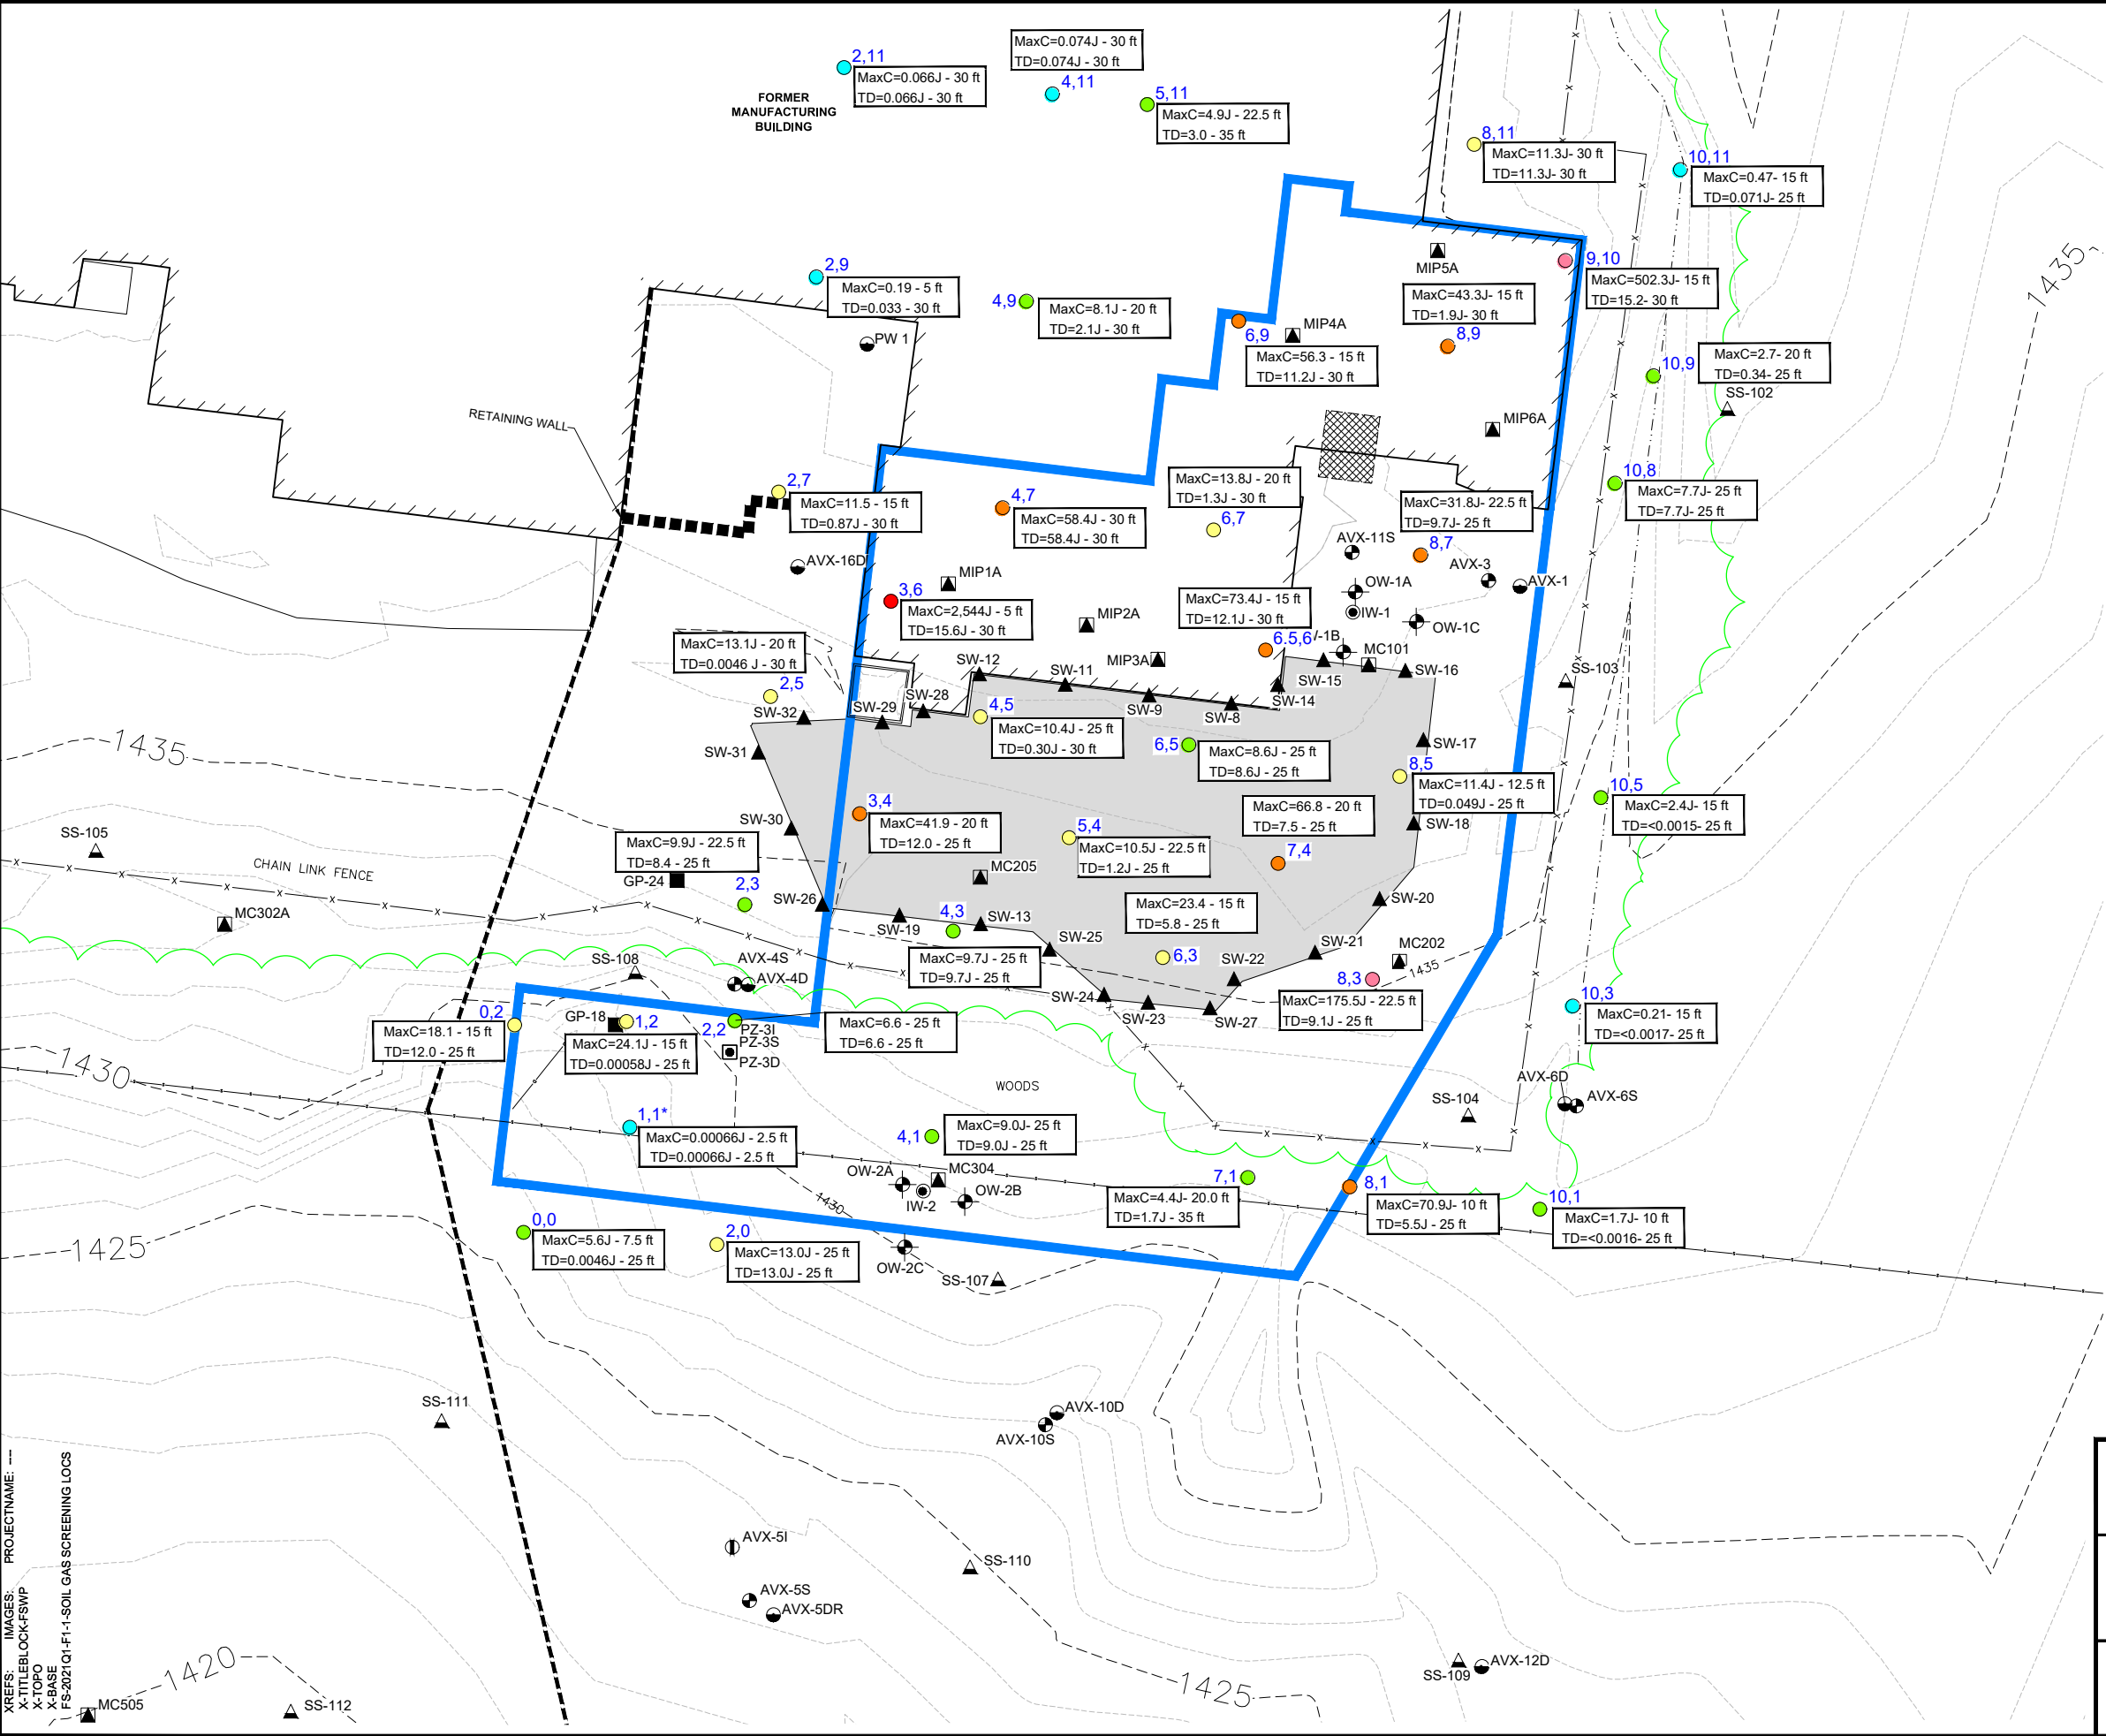 MaxC=0.074J - 30 ft
TD=0.074J - 30 ft
4,11
2,11
MaxC=0.066J - 30 ft
TD=0.066J - 30 ft
FORMER
MANUFACTURING
BUILDING
5,11
MaxC=4.9J - 22.5 ft
TD=3.0 - 35 ft
8,11
MaxC=11.3J- 30 ft
TD=11.3J- 30 ft
10,11
MaxC=0.47- 15 ft
TD=0.071J- 25 ft
2,9
MaxC=0.19 - 5 ft
TD=0.033 - 30 ft
PW 1
4,9
MaxC=8.1J - 20 ft
TD=2.1J - 30 ft
MIP5A
9,10
MaxC=502.3J- 15 ft
TD=15.2- 30 ft
MaxC=43.3J- 15 ft
TD=1.9J- 30 ft
8,9
MIP4A
6,9
MaxC=56.3 - 15 ft
TD=11.2J - 30 ft
10,9
MaxC=2.7- 20 ft
TD=0.34- 25 ft
SS-102
1435
RETAINING WALL
MIP6A
2,7
MaxC=11.5 - 15 ft
TD=0.87J - 30 ft
4,7
MaxC=58.4J - 30 ft
TD=58.4J - 30 ft
MaxC=13.8J - 20 ft
TD=1.3J - 30 ft
6,7
MaxC=31.8J- 22.5 ft
TD=9.7J- 25 ft
8,7
10,8
MaxC=7.7J- 25 ft
TD=7.7J- 25 ft
AVX-11S
AVX-3
AVX-1
AVX-16D
MIP1A
OW-1A
IW-1
OW-1C
3,6
MaxC=2,544J - 5 ft
TD=15.6J - 30 ft
MIP2A
MaxC=73.4J - 15 ft
TD=12.1J - 30 ft
6.5,6
/-1B
MC101
MIP3A
SW-16
SW-15
SW-14
SS-103
MaxC=13.1J - 20 ft
TD=0.0046 J - 30 ft
2,5
SW-32
SW-12
SW-11
SW-9
SW-8
SW-28
SW-29
4,5
MaxC=10.4J - 25 ft
TD=0.30J - 30 ft
6,5
MaxC=8.6J - 25 ft
TD=8.6J - 25 ft
SW-17
8,5
MaxC=11.4J - 12.5 ft
TD=0.049J - 25 ft
SW-18
10,5
MaxC=2.4J- 15 ft
TD=<0.0015- 25 ft
1435
SW-31
SW-30
3,4
MaxC=41.9 - 20 ft
TD=12.0 - 25 ft
5,4
MaxC=10.5J - 22.5 ft
TD=1.2J - 25 ft
MaxC=66.8 - 20 ft
TD=7.5 - 25 ft
7,4
SS-105
CHAIN LINK FENCE
MaxC=9.9J - 22.5 ft
TD=8.4 - 25 ft
GP-24
2,3
MC205
SW-26
SW-19
4,3
SW-13
MaxC=23.4 - 15 ft
TD=5.8 - 25 ft
SW-20
MC302A
SW-25
SW-21
MC202
1435
SS-108
AVX-4S
AVX-4D
MaxC=9.7J - 25 ft
TD=9.7J - 25 ft
6,3
SW-22
8,3
MaxC=175.5J - 22.5 ft
TD=9.1J - 25 ft
SW-24
SW-23
SW-27
10,3
MaxC=0.21- 15 ft
TD=<0.0017- 25 ft
0,2
MaxC=18.1 - 15 ft
TD=12.0 - 25 ft
GP-18
1,2
MaxC=24.1J - 15 ft
TD=0.00058J - 25 ft
2,2
PZ-3I
PZ-3S
PZ-3D
MaxC=6.6 - 25 ft
TD=6.6 - 25 ft
1430
WOODS
AVX-6D
AVX-6S
SS-104
1,1*
MaxC=0.00066J - 2.5 ft
TD=0.00066J - 2.5 ft
4,1
MaxC=9.0J- 25 ft
TD=9.0J - 25 ft
OW-2A
MC304
IW-2
OW-2B
1430
7,1
MaxC=4.4J- 20.0 ft
TD=1.7J - 35 ft
8,1
MaxC=70.9J- 10 ft
TD=5.5J - 25 ft
10,1
MaxC=1.7J- 10 ft
TD=<0.0016- 25 ft
1425
0,0
MaxC=5.6J - 7.5 ft
TD=0.0046J - 25 ft
2,0
MaxC=13.0J - 25 ft
TD=13.0J - 25 ft
OW-2C
SS-107
SS-111
AVX-10D
AVX-10S
AVX-5I
SS-110
AVX-5S
AVX-5DR
SS-109
AVX-12D
1425
1420
MC505
SS-112
XREFS: IMAGES: PROJECTNAME: ----
X-TITLEBLOCK-FSWP
X-TOPO
X-BASE
FS-2021Q1-F1-1-SOIL GAS SCREENING LOCS